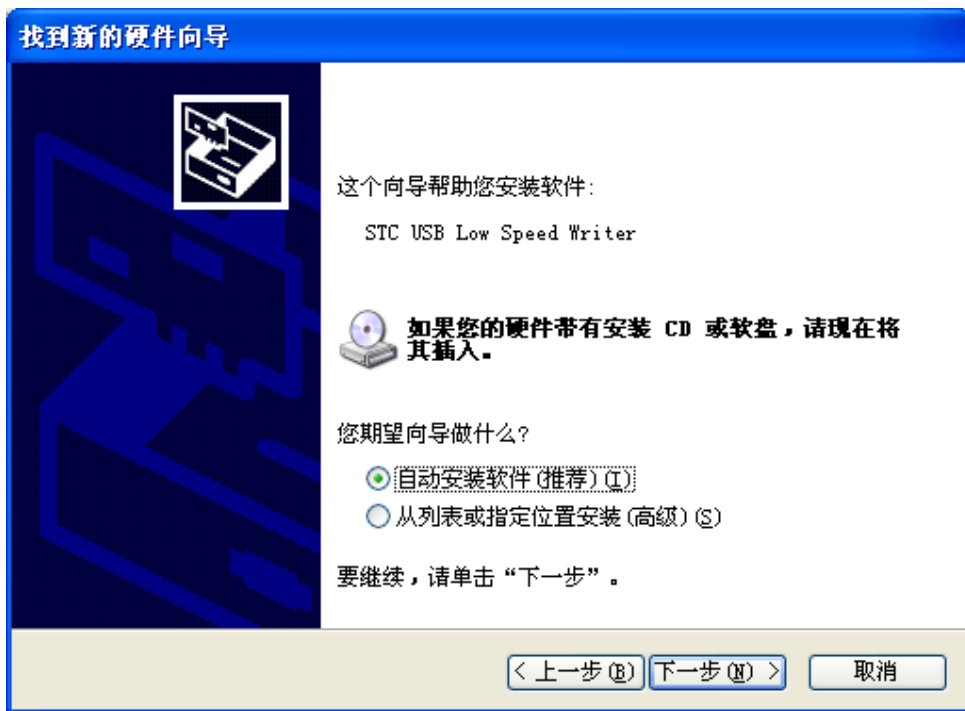 找到新的硬件向导
这个向导帮助您安装软件:
STC USB Low Speed Writer
如果您的硬件带有安装 CD 或软盘，请现在将
其插入。
您期望向导做什么?
自动安装软件(推荐)(I)
从列表或指定位置安装(高级)(S)
要继续，请单击“下一步”。
< 上一步(B) 下一步(N) > 取消